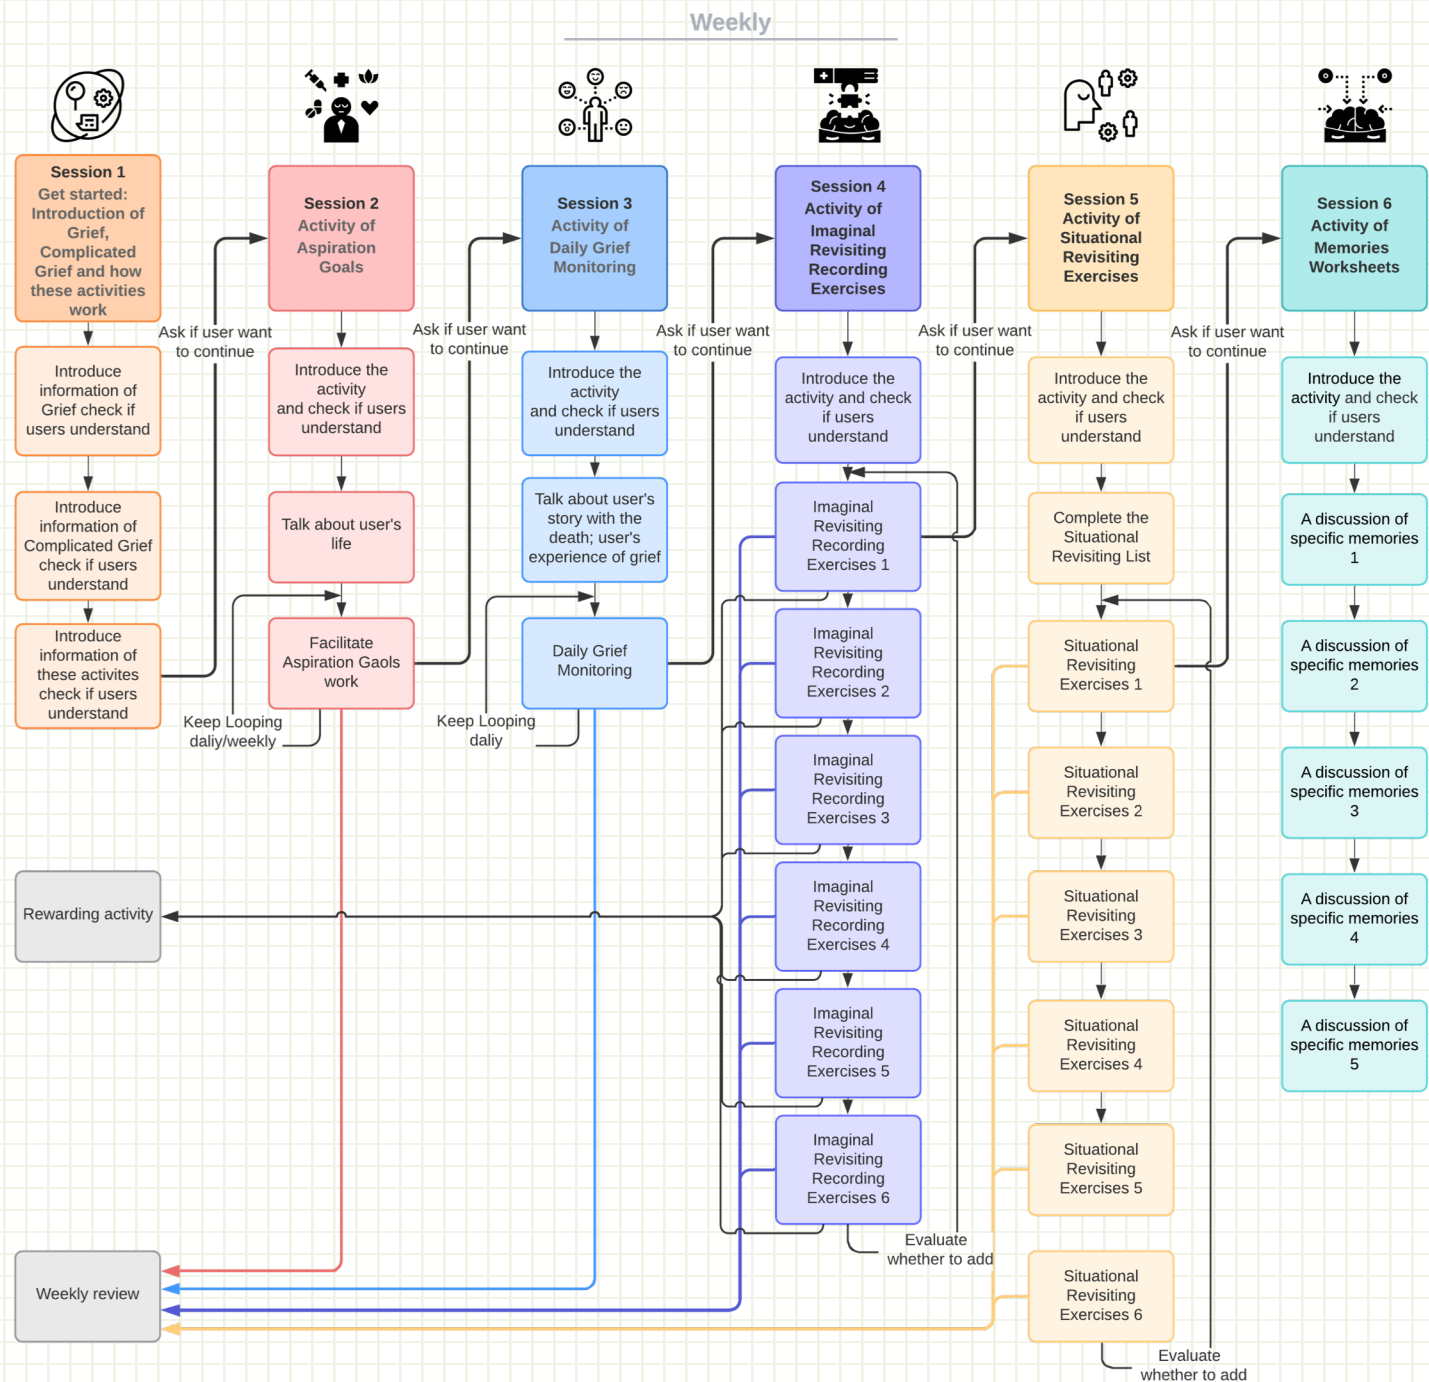 Weekly
Session 1
Get started:
Introduction of
Grief,
Complicated
Grief and how
these activities
work
Introduce
information of
Grief check if
users understand
Introduce
information of
Complicated Grief
check if users
understand
Introduce
information of
these activites
check if users
understand
Ask if user want
to continue
Session 2
Activity of
Aspiration
Goals
Introduce the
activity
and check if users
understand
Talk about user's
life
Facilitate
Aspiration Gaols
work
Keep Looping
daliy/weekly
Ask if user want
to continue
Session 3
Activity of
Daily Grief
Monitoring
Introduce the
activity
and check if users
understand
Talk about user's
story with the
death; user's
experience of grief
Daily Grief
Monitoring
Keep Looping
daliy
Ask if user want
to continue
Session 4
Activity of
Imaginal
Revisiting
Recording
Exercises
Introduce the
activity and check
if users
understand
Imaginal
Revisiting
Recording
Exercises 1
Imaginal
Revisiting
Recording
Exercises 2
Imaginal
Revisiting
Recording
Exercises 3
Imaginal
Revisiting
Recording
Exercises 4
Imaginal
Revisiting
Recording
Exercises 5
Imaginal
Revisiting
Recording
Exercises 6
Evaluate
whether to add
Ask if user want
to continue
Session 5
Activity of
Situational
Revisiting
Exercises
Introduce the
activity and check
if users
understand
Complete the
Situational
Revisiting List
Situational
Revisiting
Exercises 1
Situational
Revisiting
Exercises 2
Situational
Revisiting
Exercises 3
Situational
Revisiting
Exercises 4
Situational
Revisiting
Exercises 5
Situational
Revisiting
Exercises 6
Evaluate
whether to add
Ask if user want
to continue
Session 6
Activity of
Memories
Worksheets
Introduce the
activity and check
if users
understand
A discussion of
specific memories
1
A discussion of
specific memories
2
A discussion of
specific memories
3
A discussion of
specific memories
4
A discussion of
specific memories
5
Rewarding activity
Weekly review